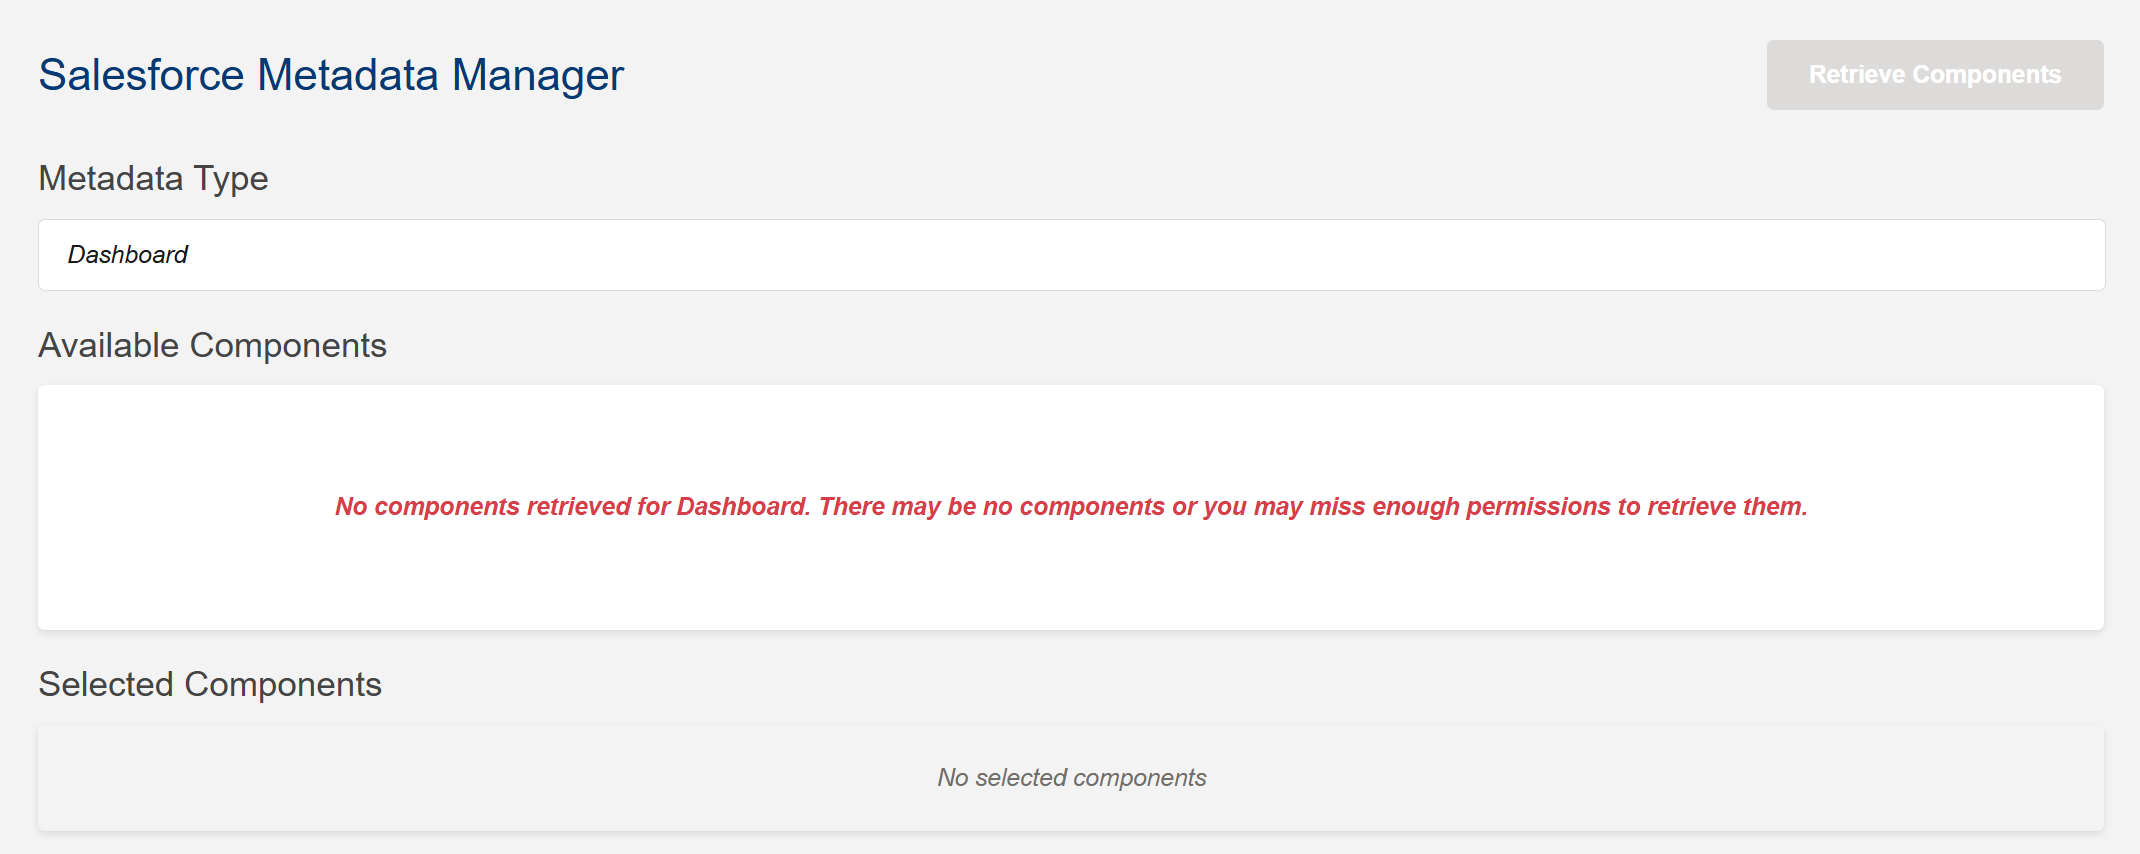 Salesforce Metadata Manager
Retrieve Components
Metadata Type
Dashboard
Available Components
No components retrieved for Dashboard. There may be no components or you may miss enough permissions to retrieve them.
Selected Components
No selected components